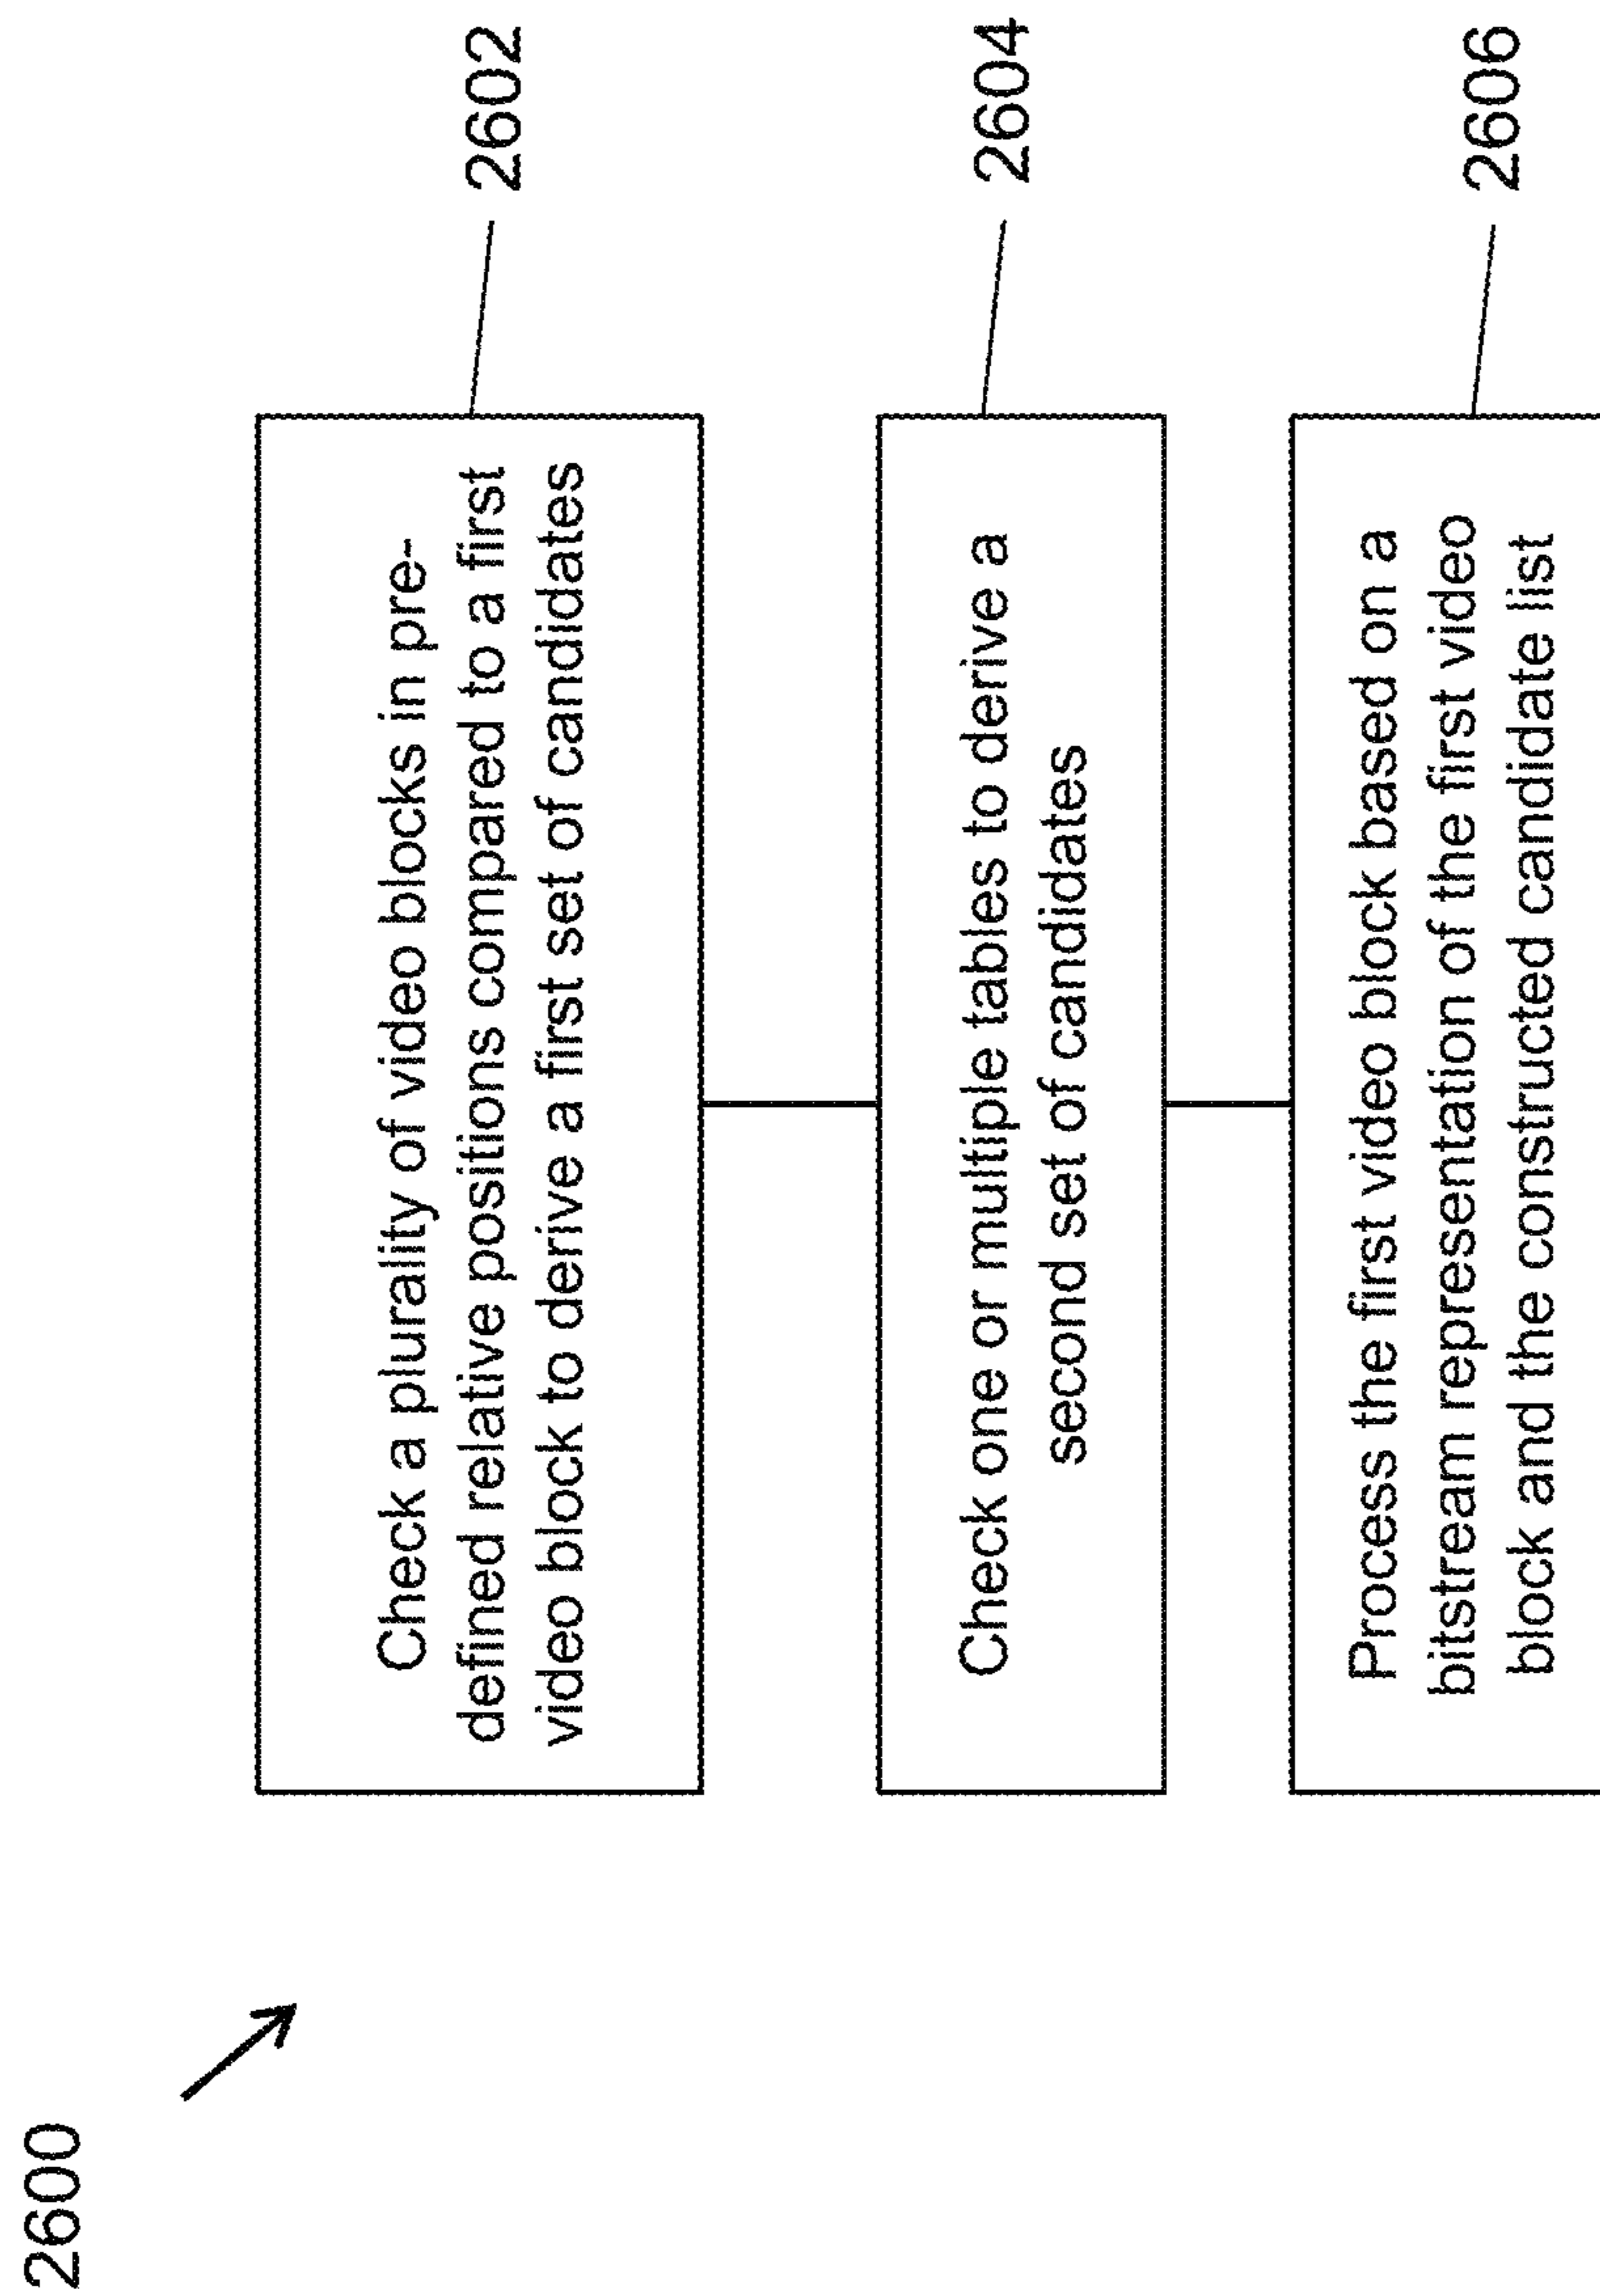 2600
Check a plurality of video blocks in pre-
defined relative positions compared to a first
video block to derive a first set of candidates
2602
Check one or multiple tables to derive a
second set of candidates
2604
Process the first video block based on a
bitstream representation of the first video
block and the constructed candidate list
2606